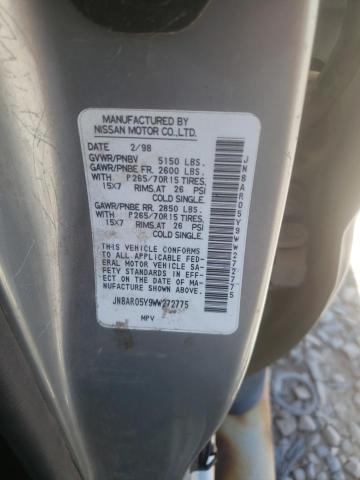 MANUFACTURED BY
NISSAN MOTOR CO.,LTD.
DATE 2/98
GVWR/PNBV 5150 LBS.
GAWR/PNBE FR. 2600 LBS.
WITH P265/70R15 TIRES,
15X7 RIMS,AT 26 PSI
COLD SINGLE.
GAWR/PNBE RR. 2850 LBS.
WITH P265/70R15 TIRES,
15X7 RIMS,AT 26 PSI
COLD SINGLE.
THIS VEHICLE CONFORMS
TO ALL APPLICABLE FED-
ERAL MOTOR VEHICLE SAFE-
TY STANDARDS IN EFF-
ECT ON THE DATE OF MA-
NUFACTURE SHOWN ABOVE.
JN8AR05Y9WW272775
MPV
JN8AR05Y9WW272775